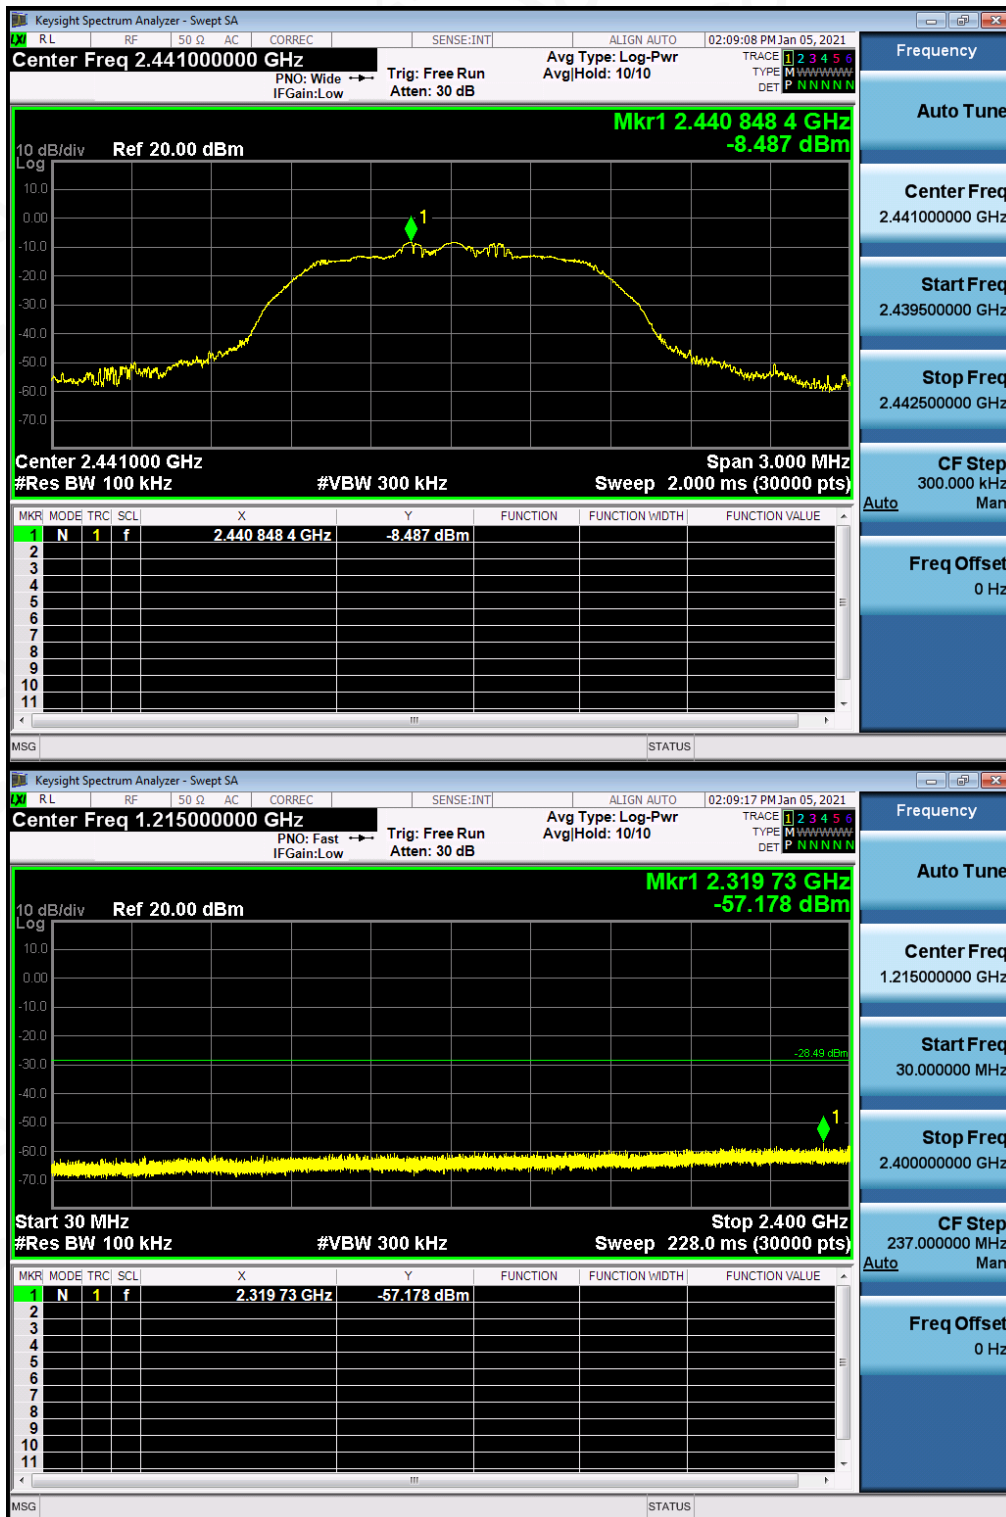 Keysight Spectrum Analyzer - Swept SA
LXI RL RF 50 Ω AC CORREC SENSE:INT ALIGN AUTO 02:09:08 PM Jan 05, 2021
Center Freq 2.441000000 GHz
PNO: Wide
IFGain:Low
Trig: Free Run
Atten: 30 dB
Avg Type: Log-Pwr
Avg|Hold: 10/10
TRACE 1 2 3 4 5 6
TYPE M WWWWW
DET P N N N N N
Mkr1 2.440 848 4 GHz
-8.487 dBm
10 dB/div Ref 20.00 dBm
Log
10.0
0.00
-10.0
-20.0
-30.0
-40.0
-50.0
-60.0
-70.0
1
Center 2.441000 GHz Span 3.000 MHz
#Res BW 100 kHz #VBW 300 kHz Sweep 2.000 ms (30000 pts)
MKR MODE TRC SCL X Y FUNCTION FUNCTION WIDTH FUNCTION VALUE
1 N 1 f 2.440 848 4 GHz -8.487 dBm
2
3
4
5
6
7
8
9
10
11
MSG STATUS
Frequency
Auto Tune
Center Freq
2.441000000 GHz
Start Freq
2.439500000 GHz
Stop Freq
2.442500000 GHz
CF Step
300.000 kHz
Auto Man
Freq Offset
0 Hz
Keysight Spectrum Analyzer - Swept SA
LXI RL RF 50 Ω AC CORREC SENSE:INT ALIGN AUTO 02:09:17 PM Jan 05, 2021
Center Freq 1.215000000 GHz
PNO: Fast
IFGain:Low
Trig: Free Run
Atten: 30 dB
Avg Type: Log-Pwr
Avg|Hold: 10/10
TRACE 1 2 3 4 5 6
TYPE M WWWWW
DET P N N N N N
Mkr1 2.319 73 GHz
-57.178 dBm
10 dB/div Ref 20.00 dBm
Log
10.0
0.00
-10.0
-20.0
-30.0
-40.0
-50.0
-60.0
-70.0
-28.49 dBm
1
Start 30 MHz Stop 2.400 GHz
#Res BW 100 kHz #VBW 300 kHz Sweep 228.0 ms (30000 pts)
MKR MODE TRC SCL X Y FUNCTION FUNCTION WIDTH FUNCTION VALUE
1 N 1 f 2.319 73 GHz -57.178 dBm
2
3
4
5
6
7
8
9
10
11
MSG STATUS
Frequency
Auto Tune
Center Freq
1.215000000 GHz
Start Freq
30.000000 MHz
Stop Freq
2.400000000 GHz
CF Step
237.000000 MHz
Auto Man
Freq Offset
0 Hz